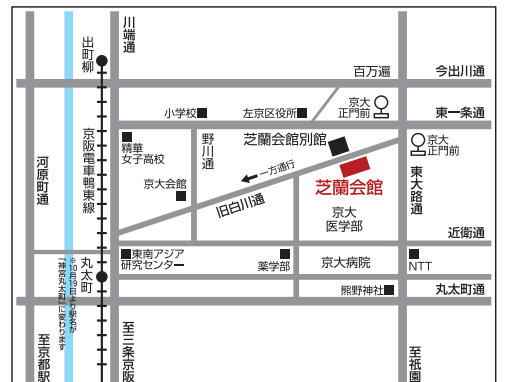 川端通
出町柳
百万遍
今出川通
小学校
左京区役所
京大
正門前
東一条通
精華
女子高校
野川通
芝蘭会館別館
京大
正門前
河原町通
京阪電車鴨東線
京大会館
一方通行
芝蘭会館
東大路通
旧白川通
京大
医学部
近衛通
東南アジア
研究センター
薬学部
京大病院
NTT
丸太町
※10月19日より駅名が
「神宮丸太町」に変わります
熊野神社
丸太町通
至京都駅
至三条京阪
至祇園